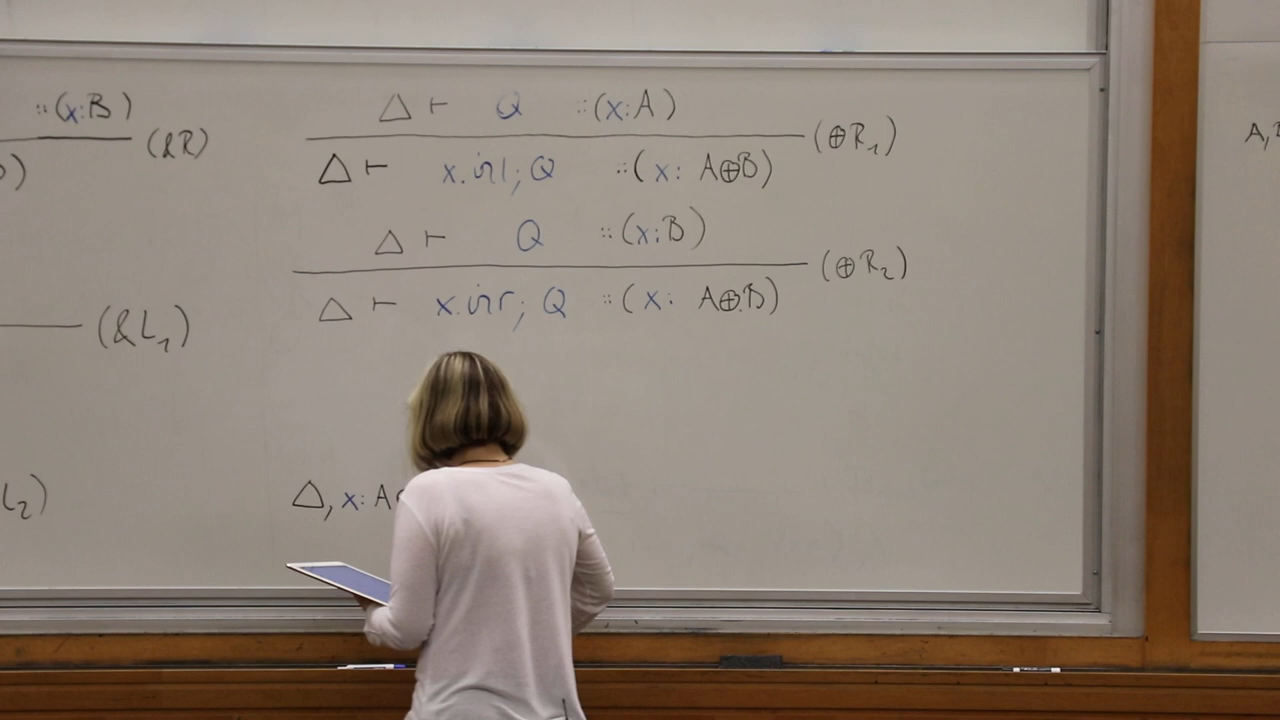 ::(x:B)
(&R)
)
Δ ⊢ Q ::(x:A)
(⊕R₁)
Δ ⊢ x.inl; Q ::(x: A⊕B)
Δ ⊢ Q ::(x:B)
(⊕R₂)
Δ ⊢ x.inr; Q ::(x: A⊕B)
(&L₁)
L₂)
Δ, x: A
A,